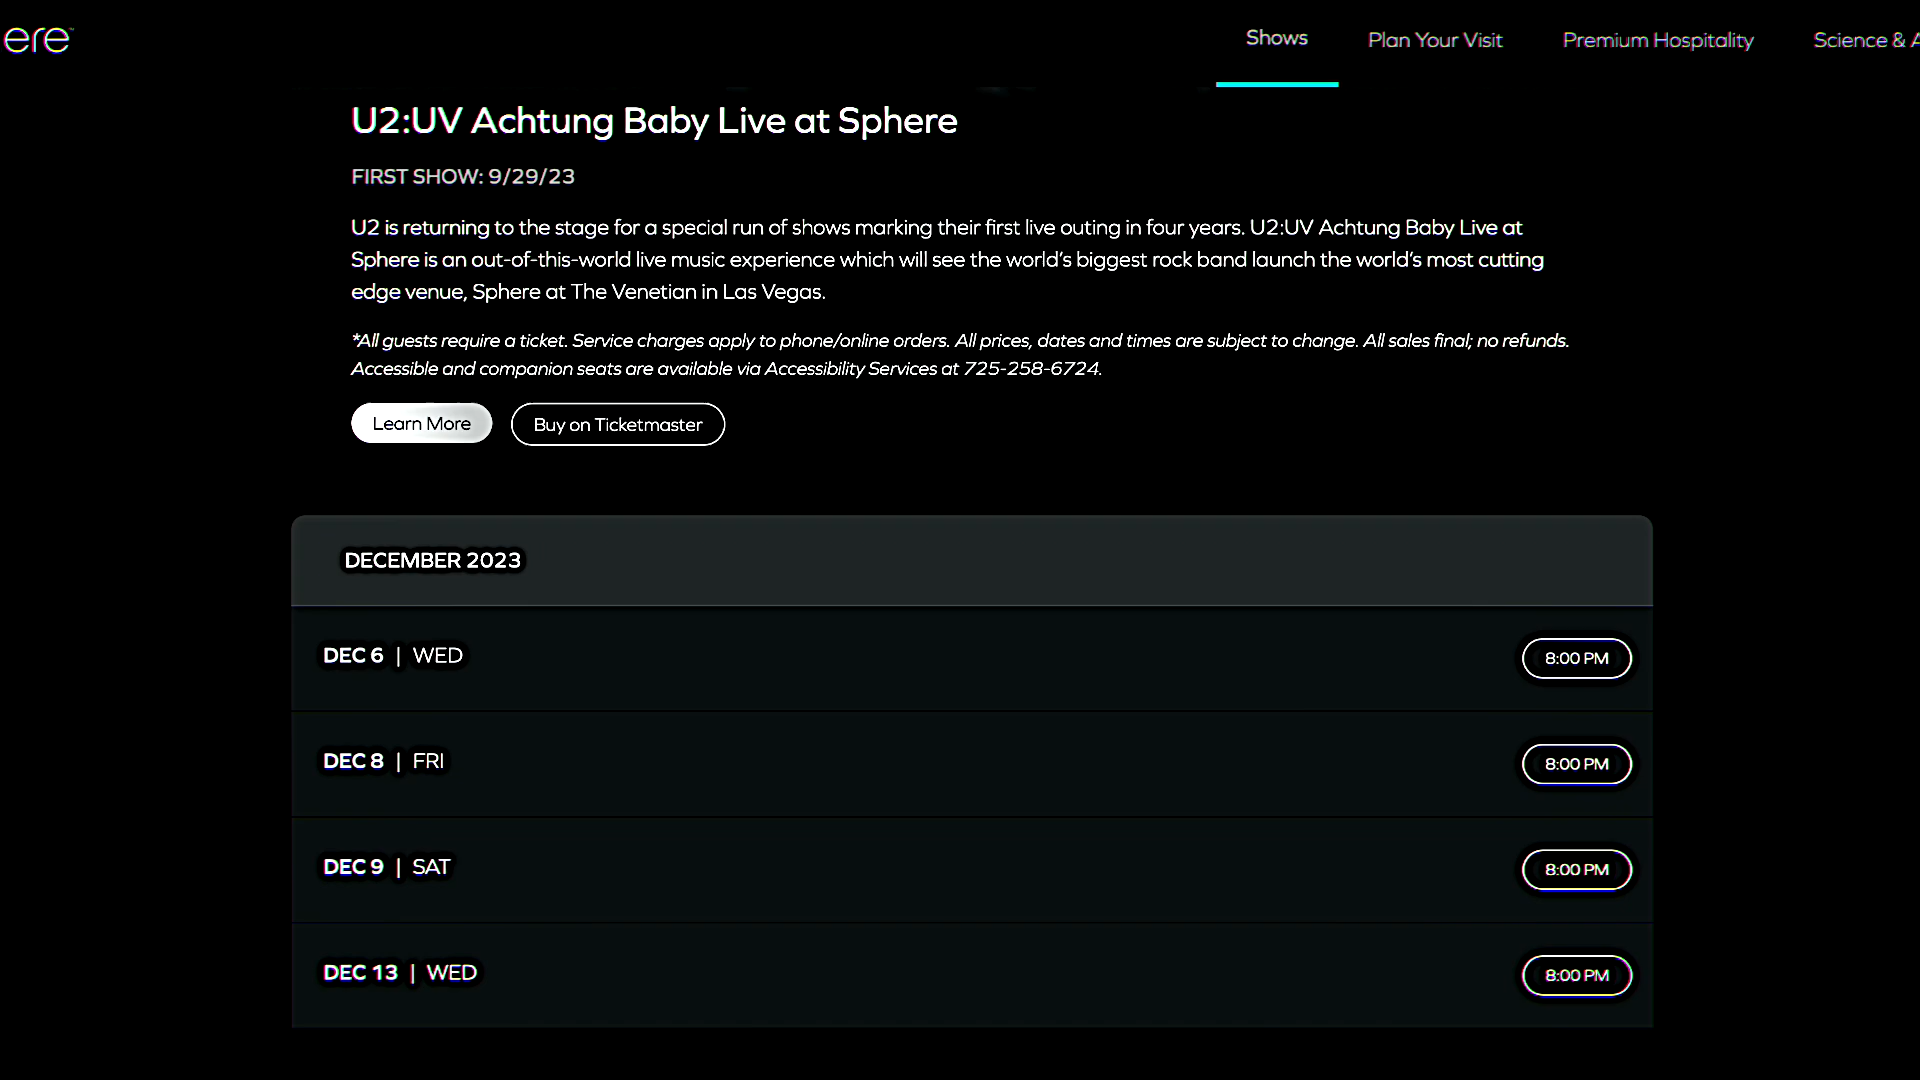 ere™
Shows
Plan Your Visit
Premium Hospitality
Science & A
U2:UV Achtung Baby Live at Sphere
FIRST SHOW: 9/29/23
U2 is returning to the stage for a special run of shows marking their first live outing in four years. U2:UV Achtung Baby Live at
Sphere is an out-of-this-world live music experience which will see the world’s biggest rock band launch the world’s most cutting
edge venue, Sphere at The Venetian in Las Vegas.
*All guests require a ticket. Service charges apply to phone/online orders. All prices, dates and times are subject to change. All sales final; no refunds.
Accessible and companion seats are available via Accessibility Services at 725-258-6724.
Learn More
Buy on Ticketmaster
DECEMBER 2023
DEC 6 | WED
8:00 PM
DEC 8 | FRI
8:00 PM
DEC 9 | SAT
8:00 PM
DEC 13 | WED
8:00 PM